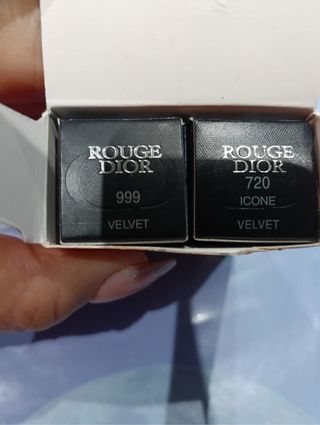 ROUGE
DIOR
999
VELVET
ROUGE
DIOR
720
ICONE
VELVET